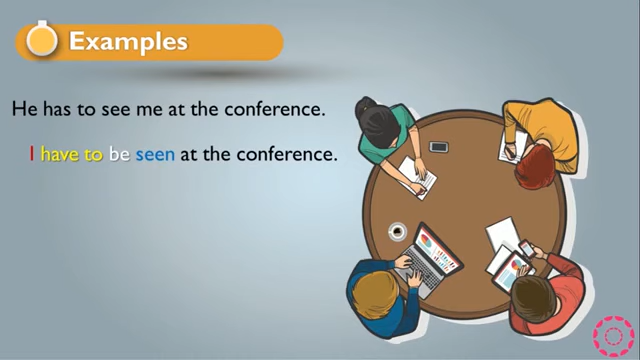 Examples
He has to see me at the conference.
I have to be seen at the conference.